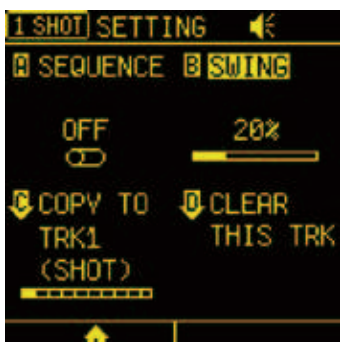 1 SHOT SETTING
A SEQUENCE B SWING
OFF 20%
C COPY TO D CLEAR
TRK1 THIS TRK
(SHOT)